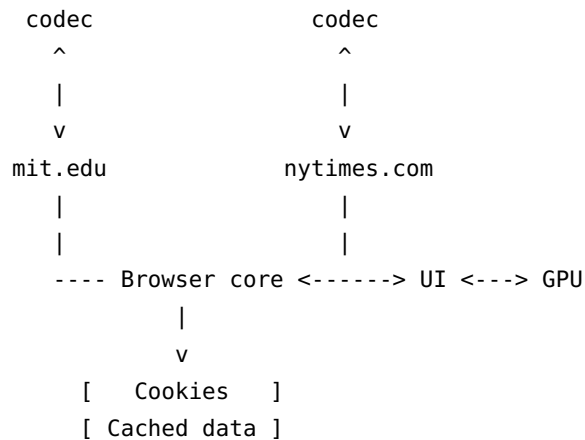 codec codec
^ ^
| |
v v
mit.edu nytimes.com
| |
| |
---- Browser core <------> UI <---> GPU
|
v
[ Cookies ]
[ Cached data ]